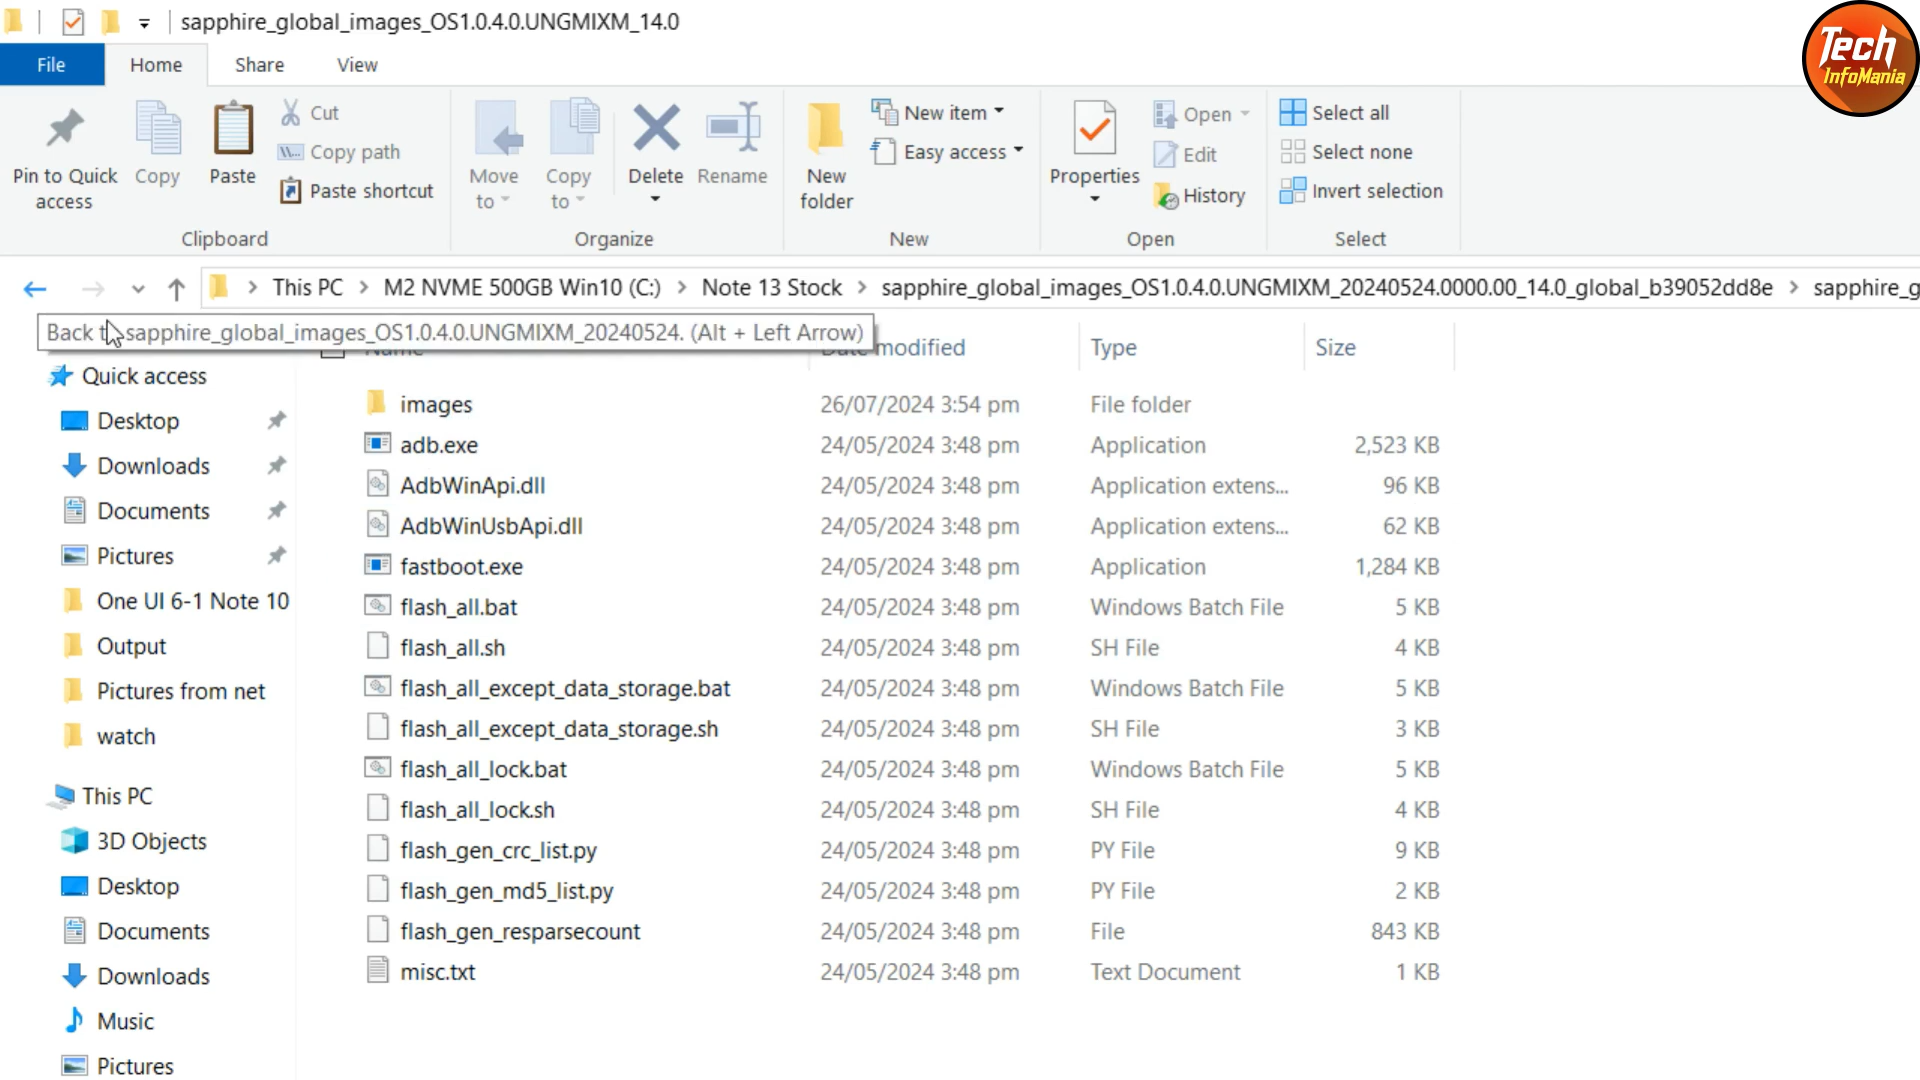 sapphire_global_images_OS1.0.4.0.UNGMIXM_14.0
Tech
InfoMania
File Home Share View
Pin to Quick access
Copy
Paste
Cut
Copy path
Paste shortcut
Clipboard
Move to
Copy to
Delete
Rename
Organize
New folder
New item
Easy access
New
Properties
Open
Edit
History
Open
Select all
Select none
Invert selection
Select
This PC > M2 NVME 500GB Win10 (C:) > Note 13 Stock > sapphire_global_images_OS1.0.4.0.UNGMIXM_20240524.0000.00_14.0_global_b39052dd8e > sapphire_g
Back t sapphire_global_images_OS1.0.4.0.UNGMIXM_20240524. (Alt + Left Arrow)
Name Date modified Type Size
Quick access
Desktop
Downloads
Documents
Pictures
One UI 6-1 Note 10
Output
Pictures from net
watch
This PC
3D Objects
Desktop
Documents
Downloads
Music
Pictures
images 26/07/2024 3:54 pm File folder
adb.exe 24/05/2024 3:48 pm Application 2,523 KB
AdbWinApi.dll 24/05/2024 3:48 pm Application extens... 96 KB
AdbWinUsbApi.dll 24/05/2024 3:48 pm Application extens... 62 KB
fastboot.exe 24/05/2024 3:48 pm Application 1,284 KB
flash_all.bat 24/05/2024 3:48 pm Windows Batch File 5 KB
flash_all.sh 24/05/2024 3:48 pm SH File 4 KB
flash_all_except_data_storage.bat 24/05/2024 3:48 pm Windows Batch File 5 KB
flash_all_except_data_storage.sh 24/05/2024 3:48 pm SH File 3 KB
flash_all_lock.bat 24/05/2024 3:48 pm Windows Batch File 5 KB
flash_all_lock.sh 24/05/2024 3:48 pm SH File 4 KB
flash_gen_crc_list.py 24/05/2024 3:48 pm PY File 9 KB
flash_gen_md5_list.py 24/05/2024 3:48 pm PY File 2 KB
flash_gen_resparsecount 24/05/2024 3:48 pm File 843 KB
misc.txt 24/05/2024 3:48 pm Text Document 1 KB